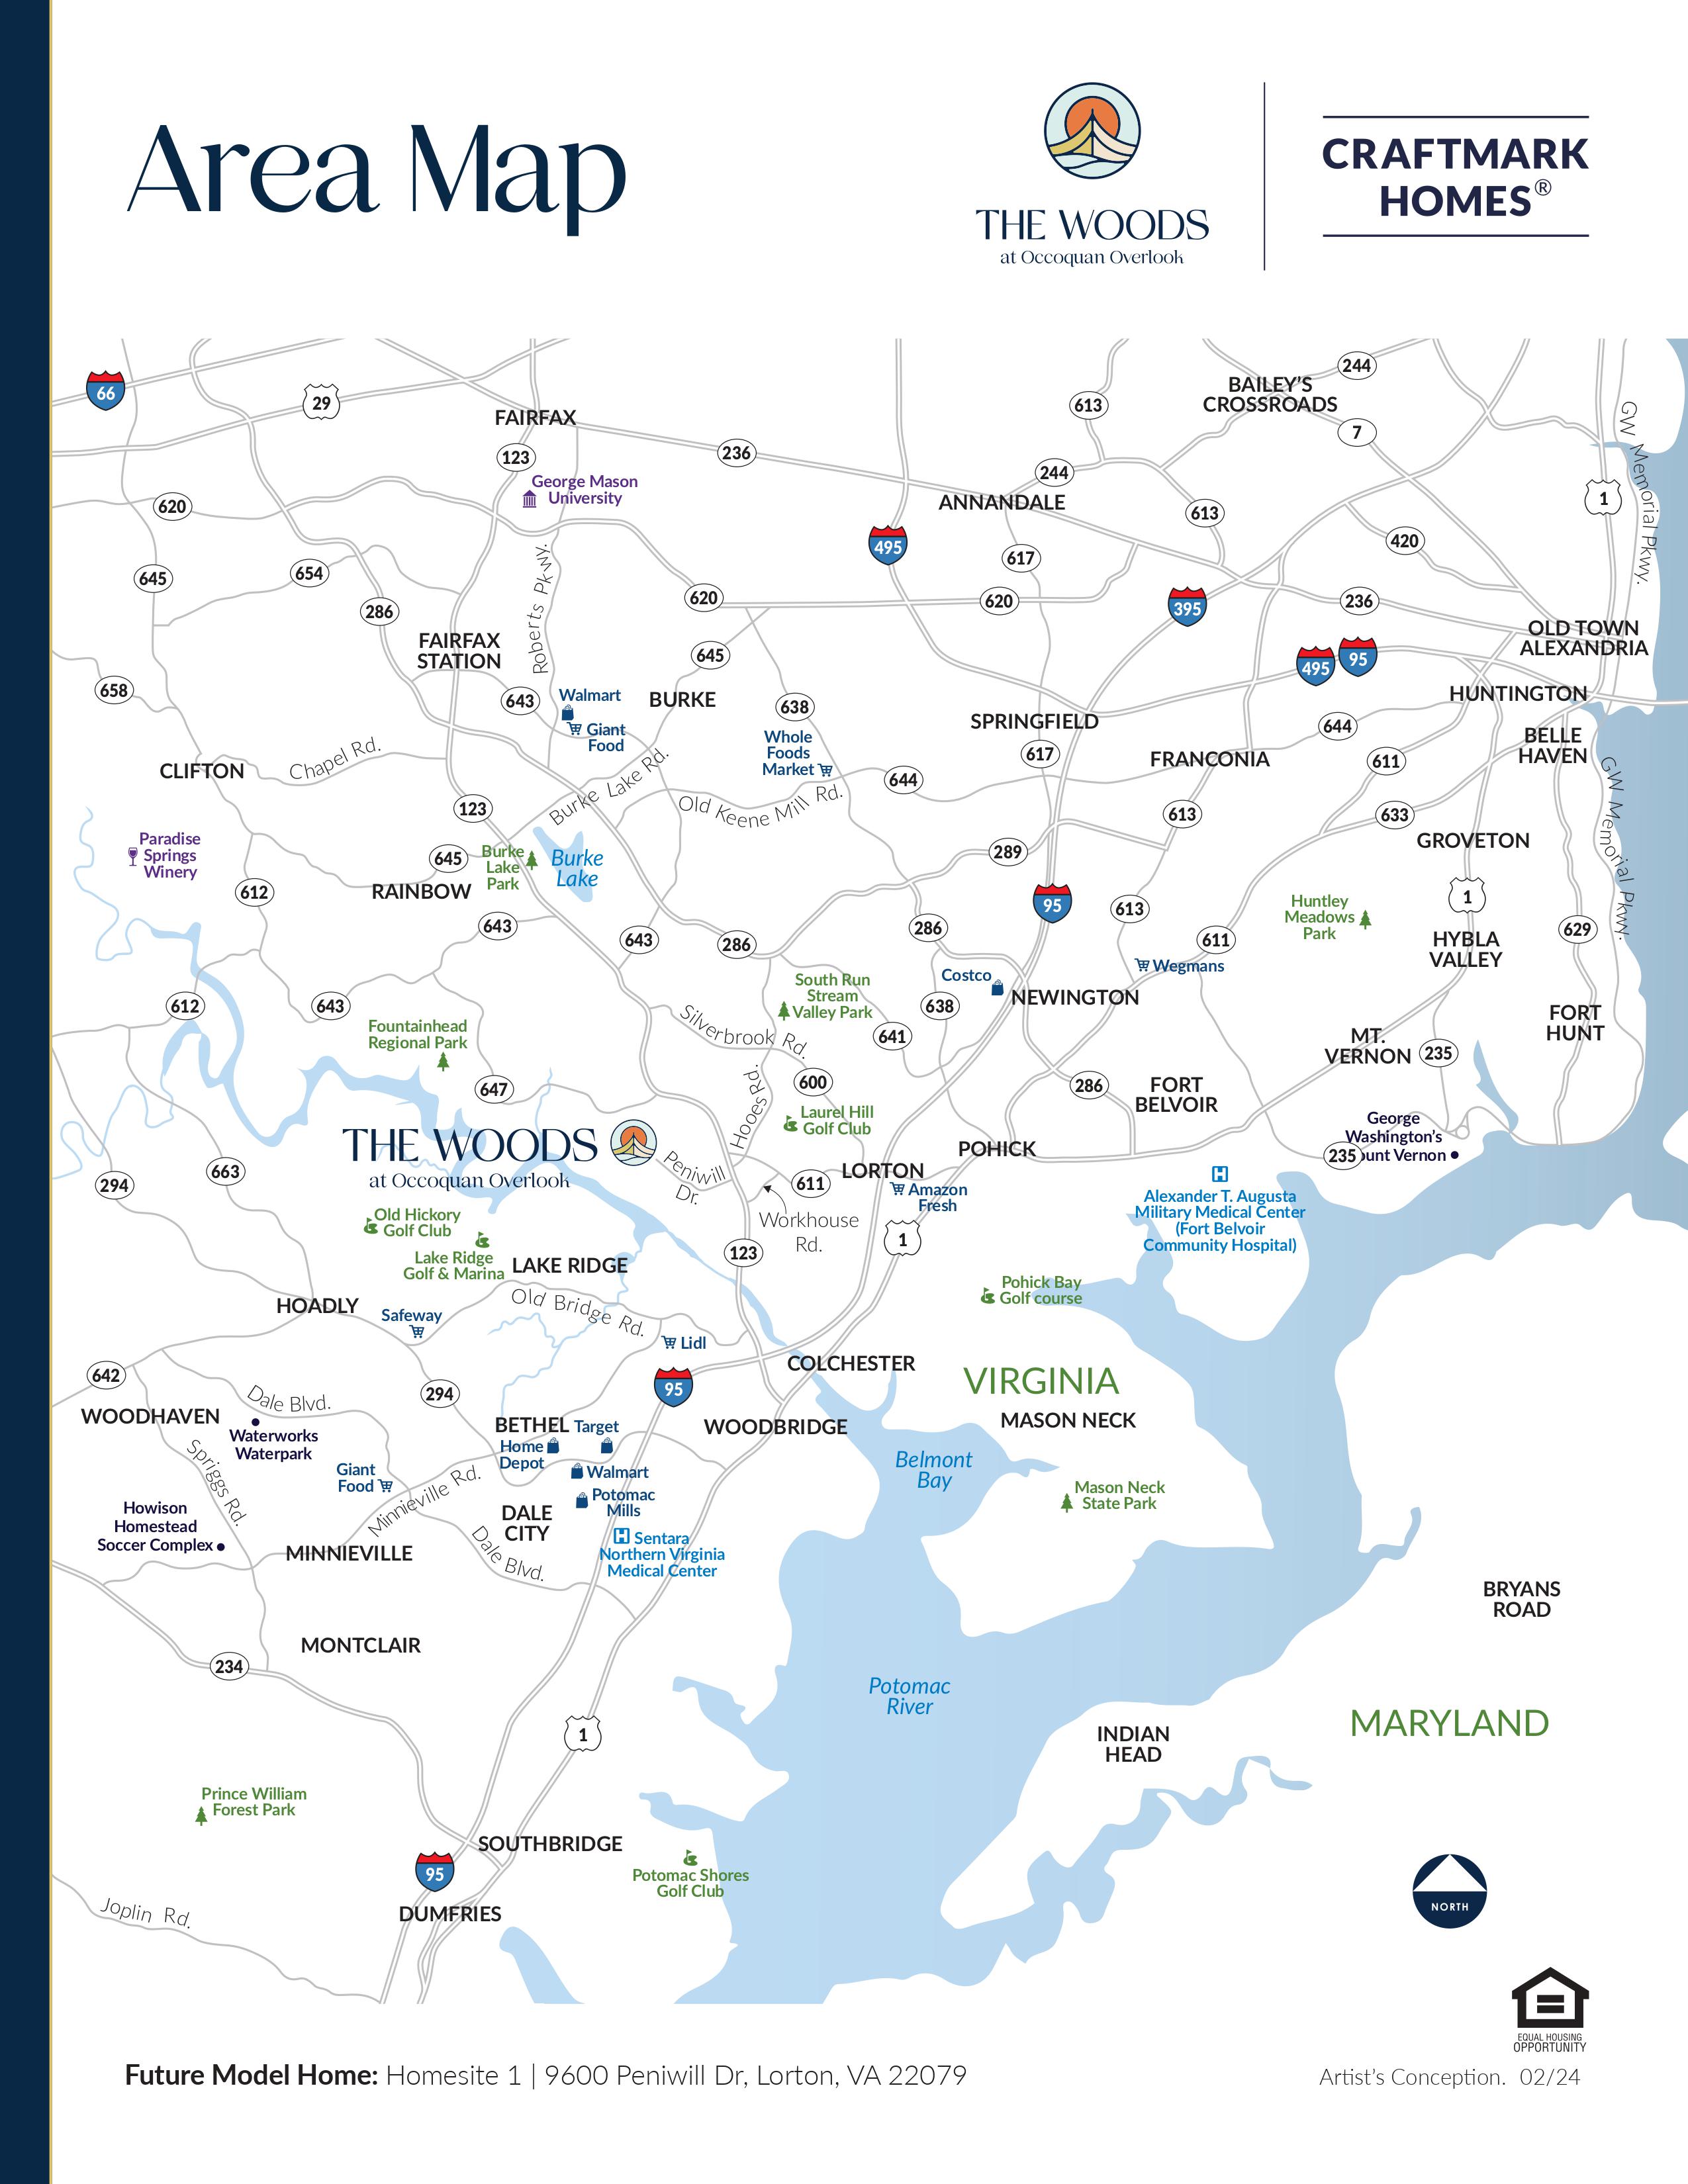 Area Map
THE WOODS
at Occoquan Overlook
CRAFTMARK
HOMES®
66
29
FAIRFAX
123
236
George Mason
University
613
BAILEY'S
CROSSROADS
244
7
GW Memorial Pkwy.
244
ANNANDALE
1
620
495
613
617
420
645
654
286
Roberts Pkwy.
620
620
395
236
FAIRFAX
STATION
645
OLD TOWN
ALEXANDRIA
495
95
658
643
Walmart
Giant
Food
BURKE
638
Whole
Foods
Market
SPRINGFIELD
617
HUNTINGTON
644
BELLE
HAVEN
CLIFTON
Chapel Rd.
Burke Lake Rd.
Old Keene Mill Rd.
644
FRANCONIA
611
GW Memorial Pkwy.
123
613
633
Paradise
Springs
Winery
645
Burke
Lake
Park
Burke
Lake
289
GROVETON
612
RAINBOW
95
613
Huntley
Meadows
Park
1
643
643
286
286
611
HYBLA
VALLEY
629
Costco
Wegmans
612
643
South Run
Stream
Valley Park
638
NEWINGTON
FORT
HUNT
Fountainhead
Regional Park
Silverbrook Rd.
641
MT.
VERNON
235
647
Hooes Rd.
600
286
FORT
BELVOIR
Laurel Hill
Golf Club
George
Washington's
unt Vernon
235
THE WOODS
at Occoquan Overlook
Peniwill
Dr.
POHICK
663
294
611
LORTON
Amazon
Fresh
Alexander T. Augusta
Military Medical Center
(Fort Belvoir
Community Hospital)
Old Hickory
Golf Club
Workhouse
Rd.
1
Lake Ridge
Golf & Marina
LAKE RIDGE
123
Pohick Bay
Golf course
HOADLY
Safeway
Old Bridge Rd.
Lidl
COLCHESTER
VIRGINIA
642
294
95
WOODHAVEN
Dale Blvd.
Waterworks
Waterpark
BETHEL
Target
WOODBRIDGE
MASON NECK
Home
Depot
Belmont
Bay
Spriggs Rd.
Giant
Food
Minnieville Rd.
Walmart
Potomac
Mills
Mason Neck
State Park
Howison
Homestead
Soccer Complex
DALE
CITY
Sentara
Northern Virginia
Medical Center
MINNIEVILLE
Dale Blvd.
BRYANS
ROAD
MONTCLAIR
234
Potomac
River
1
INDIAN
HEAD
MARYLAND
Prince William
Forest Park
SOUTHBRIDGE
95
Potomac Shores
Golf Club
Joplin Rd.
DUMFRIES
NORTH
EQUAL HOUSING
OPPORTUNITY
Future Model Home: Homesite 1 | 9600 Peniwill Dr, Lorton, VA 22079
Artist's Conception. 02/24